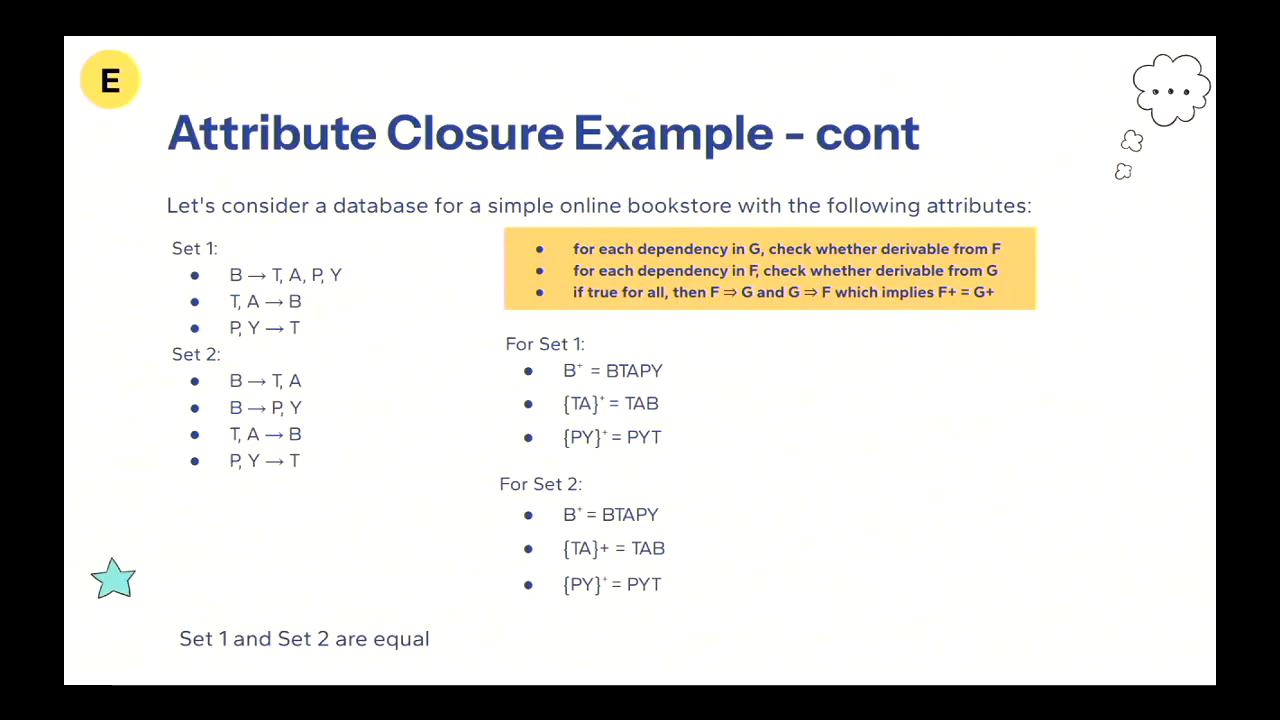 E
Attribute Closure Example - cont
Let's consider a database for a simple online bookstore with the following attributes:
Set 1:
● B → T, A, P, Y
● T, A → B
● P, Y → T
Set 2:
● B → T, A
● B → P, Y
● T, A → B
● P, Y → T
● for each dependency in G, check whether derivable from F
● for each dependency in F, check whether derivable from G
● if true for all, then F ⇒ G and G ⇒ F which implies F+ = G+
For Set 1:
● B⁺ = BTAPY
● {TA}⁺ = TAB
● {PY}⁺ = PYT
For Set 2:
● B⁺ = BTAPY
● {TA}+ = TAB
● {PY}⁺ = PYT
Set 1 and Set 2 are equal